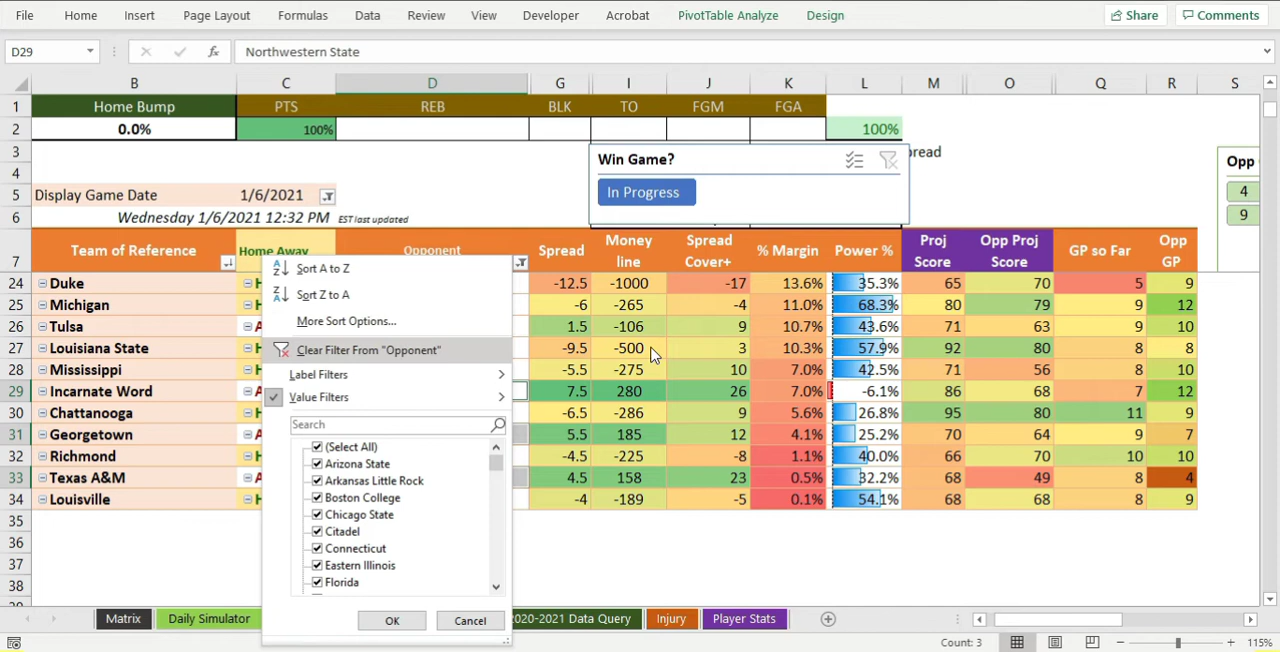 File Home Insert Page Layout Formulas Data Review View Developer Acrobat PivotTable Analyze Design Share Comments
D29 fx Northwestern State
B C D G I J K L M O Q R S
1 Home Bump PTS REB BLK TO FGM FGA
2 0.0% 100% 100%
3 pread
Win Game?
4 Opp
In Progress
5 Display Game Date 1/6/2021 4
6 Wednesday 1/6/2021 12:32 PM EST last updated 9
7 Team of Reference Home Away Opponent Spread Money line Spread Cover+ % Margin Power % Proj Score Opp Proj Score GP so Far Opp GP
24 Duke H -12.5 -1000 -17 13.6% 35.3% 65 70 5 9
25 Michigan H -6 -265 -4 11.0% 68.3% 80 79 8 12
26 Tulsa A 1.5 -106 9 10.7% 43.6% 71 63 9 10
27 Louisiana State H -9.5 -500 3 10.3% 57.9% 92 80 8 8
28 Mississippi H -5.5 -275 10 7.0% 42.5% 71 56 8 10
29 Incarnate Word A 7.5 280 26 7.0% -6.1% 86 68 7 12
30 Chattanooga H -6.5 -286 9 5.6% 26.8% 95 80 11 9
31 Georgetown A 5.5 185 12 4.1% 25.2% 70 64 9 7
32 Richmond H -4.5 -225 -8 1.1% 40.0% 66 70 10 10
33 Texas A&M A 4.5 158 23 0.5% 32.2% 68 49 8 4
34 Louisville H -4 -189 -5 0.1% 54.1% 68 68 8 9
35
36
37
38
Sort A to Z
Sort Z to A
More Sort Options...
Clear Filter From "Opponent"
Label Filters
Value Filters
Search
(Select All)
Arizona State
Arkansas Little Rock
Boston College
Chicago State
Citadel
Connecticut
Eastern Illinois
Florida
OK Cancel
Matrix Daily Simulator 2020-2021 Data Query Injury Player Stats
Count: 3 115%